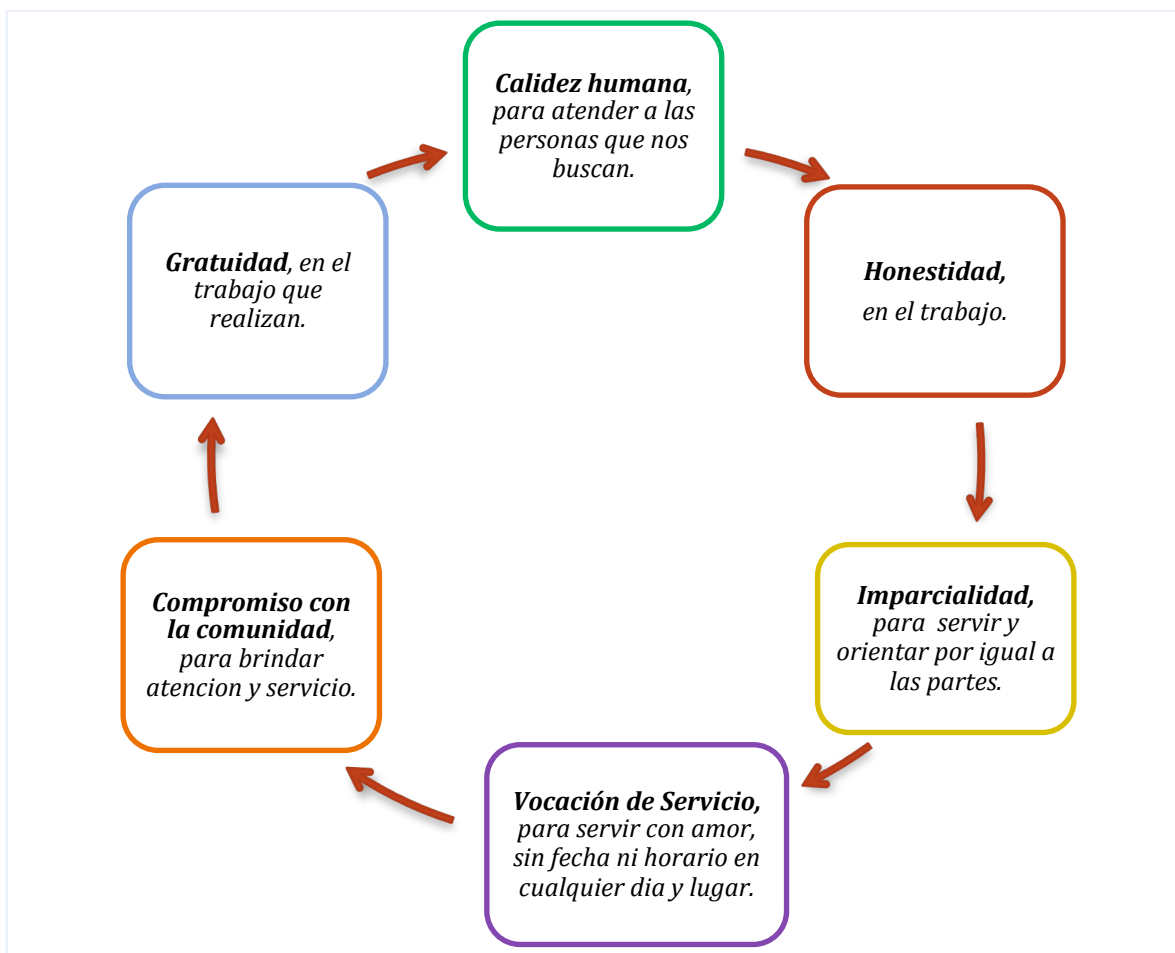 Calidez humana,
para atender a las
personas que nos
buscan.
Honestidad,
en el trabajo.
Imparcialidad,
para servir y
orientar por igual a
las partes.
Vocación de Servicio,
para servir con amor,
sin fecha ni horario en
cualquier dia y lugar.
Compromiso con
la comunidad,
para brindar
atencion y servicio.
Gratuidad, en el
trabajo que
realizan.